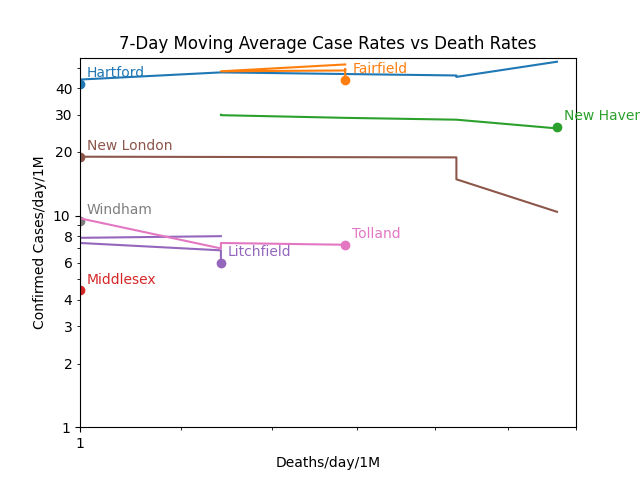 7-Day Moving Average Case Rates vs Death Rates
Hartford
Fairfield
40
30
New Haven
20
New London
Windham
10
Tolland
8
Litchfield
6
Middlesex
4
3
2
1
1
Confirmed Cases/day/1M
Deaths/day/1M